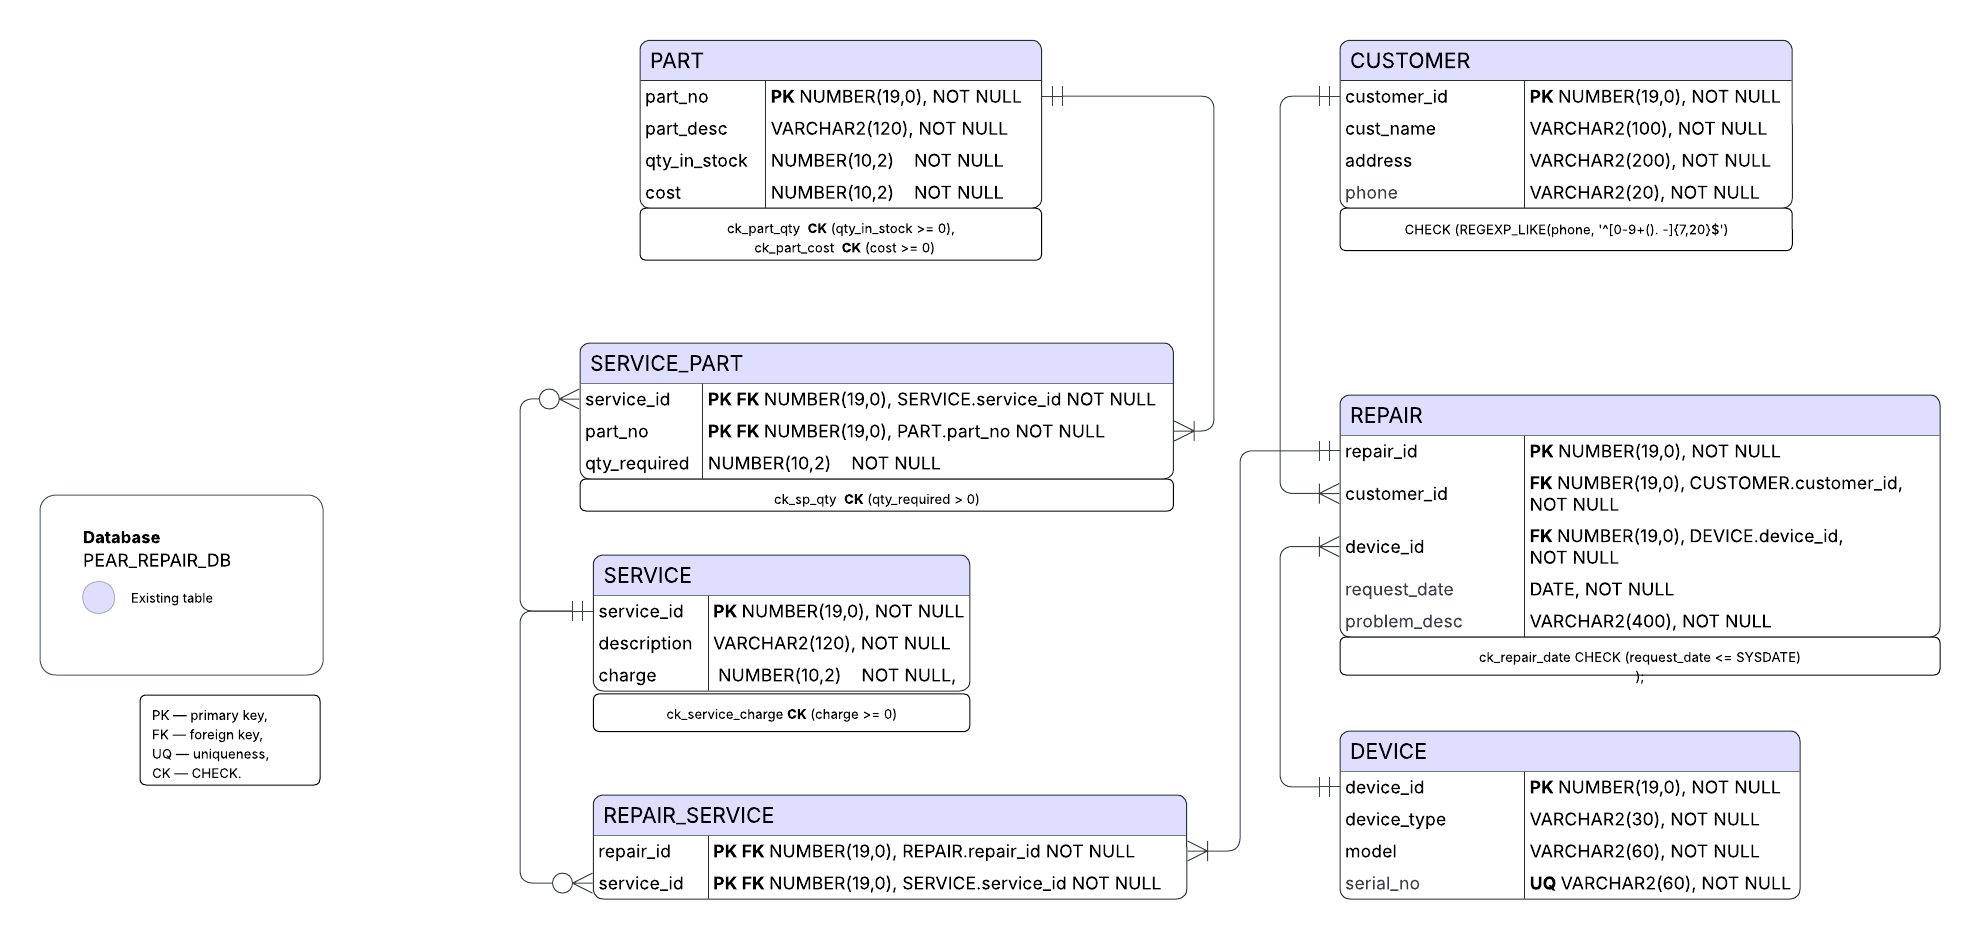 PART
part_no PK NUMBER(19,0), NOT NULL
part_desc VARCHAR2(120), NOT NULL
qty_in_stock NUMBER(10,2) NOT NULL
cost NUMBER(10,2) NOT NULL
ck_part_qty CK (qty_in_stock >= 0),
ck_part_cost CK (cost >= 0)
CUSTOMER
customer_id PK NUMBER(19,0), NOT NULL
cust_name VARCHAR2(100), NOT NULL
address VARCHAR2(200), NOT NULL
phone VARCHAR2(20), NOT NULL
CHECK (REGEXP_LIKE(phone, '^[0-9+(). -]{7,20}$')
SERVICE_PART
service_id PK FK NUMBER(19,0), SERVICE.service_id NOT NULL
part_no PK FK NUMBER(19,0), PART.part_no NOT NULL
qty_required NUMBER(10,2) NOT NULL
ck_sp_qty CK (qty_required > 0)
REPAIR
repair_id PK NUMBER(19,0), NOT NULL
customer_id FK NUMBER(19,0), CUSTOMER.customer_id,
NOT NULL
device_id FK NUMBER(19,0), DEVICE.device_id,
NOT NULL
request_date DATE, NOT NULL
problem_desc VARCHAR2(400), NOT NULL
ck_repair_date CHECK (request_date <= SYSDATE)
);
Database
PEAR_REPAIR_DB
Existing table
PK — primary key,
FK — foreign key,
UQ — uniqueness,
CK — CHECK.
SERVICE
service_id PK NUMBER(19,0), NOT NULL
description VARCHAR2(120), NOT NULL
charge NUMBER(10,2) NOT NULL,
ck_service_charge CK (charge >= 0)
REPAIR_SERVICE
repair_id PK FK NUMBER(19,0), REPAIR.repair_id NOT NULL
service_id PK FK NUMBER(19,0), SERVICE.service_id NOT NULL
DEVICE
device_id PK NUMBER(19,0), NOT NULL
device_type VARCHAR2(30), NOT NULL
model VARCHAR2(60), NOT NULL
serial_no UQ VARCHAR2(60), NOT NULL